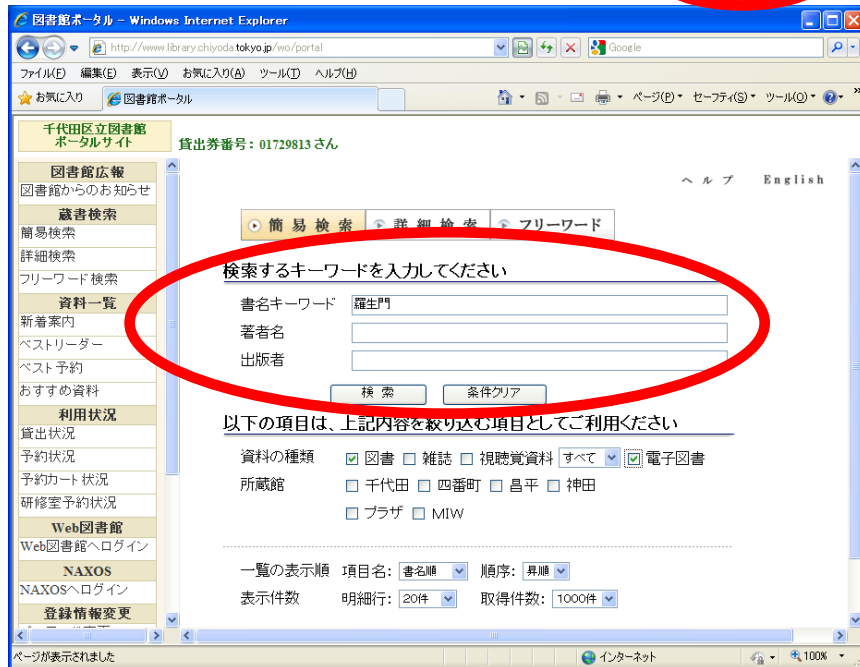 図書館ポータル - Windows Internet Explorer
http://www.library.chiyoda.tokyo.jp/wo/portal
Google
ファイル(F) 編集(E) 表示(V) お気に入り(A) ツール(T) ヘルプ(H)
お気に入り 図書館ポータル ページ(P) セーフティ(S) ツール(O)
千代田区立図書館
ポータルサイト
貸出券番号：01729813 さん
図書館広報
図書館からのお知らせ
蔵書検索
簡易検索
詳細検索
フリーワード検索
資料一覧
新着案内
ベストリーダー
ベスト予約
おすすめ資料
利用状況
貸出状況
予約状況
予約カート状況
研修室予約状況
Web図書館
Web図書館へログイン
NAXOS
NAXOSへログイン
登録情報変更
ヘルプ English
簡易検索 詳細検索 フリーワード
検索するキーワードを入力してください
書名キーワード 羅生門
著者名
出版者
検索 条件クリア
以下の項目は、上記内容を絞り込む項目としてご利用ください
資料の種類 図書 雑誌 視聴覚資料 すべて 電子図書
所蔵館 千代田 四番町 昌平 神田
プラザ MIW
一覧の表示順 項目名: 書名順 順序: 昇順
表示件数 明細行: 20件 取得件数: 1000件
ページが表示されました インターネット 100%